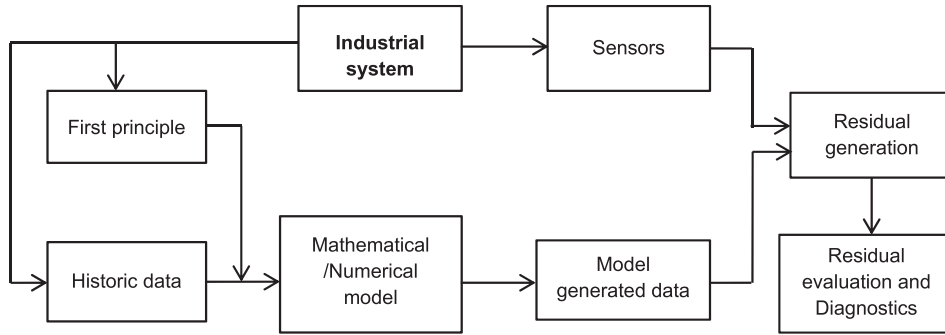 Industrial
system
Sensors
First principle
Residual
generation
Historic data
Mathematical
/Numerical
model
Model
generated data
Residual
evaluation and
Diagnostics